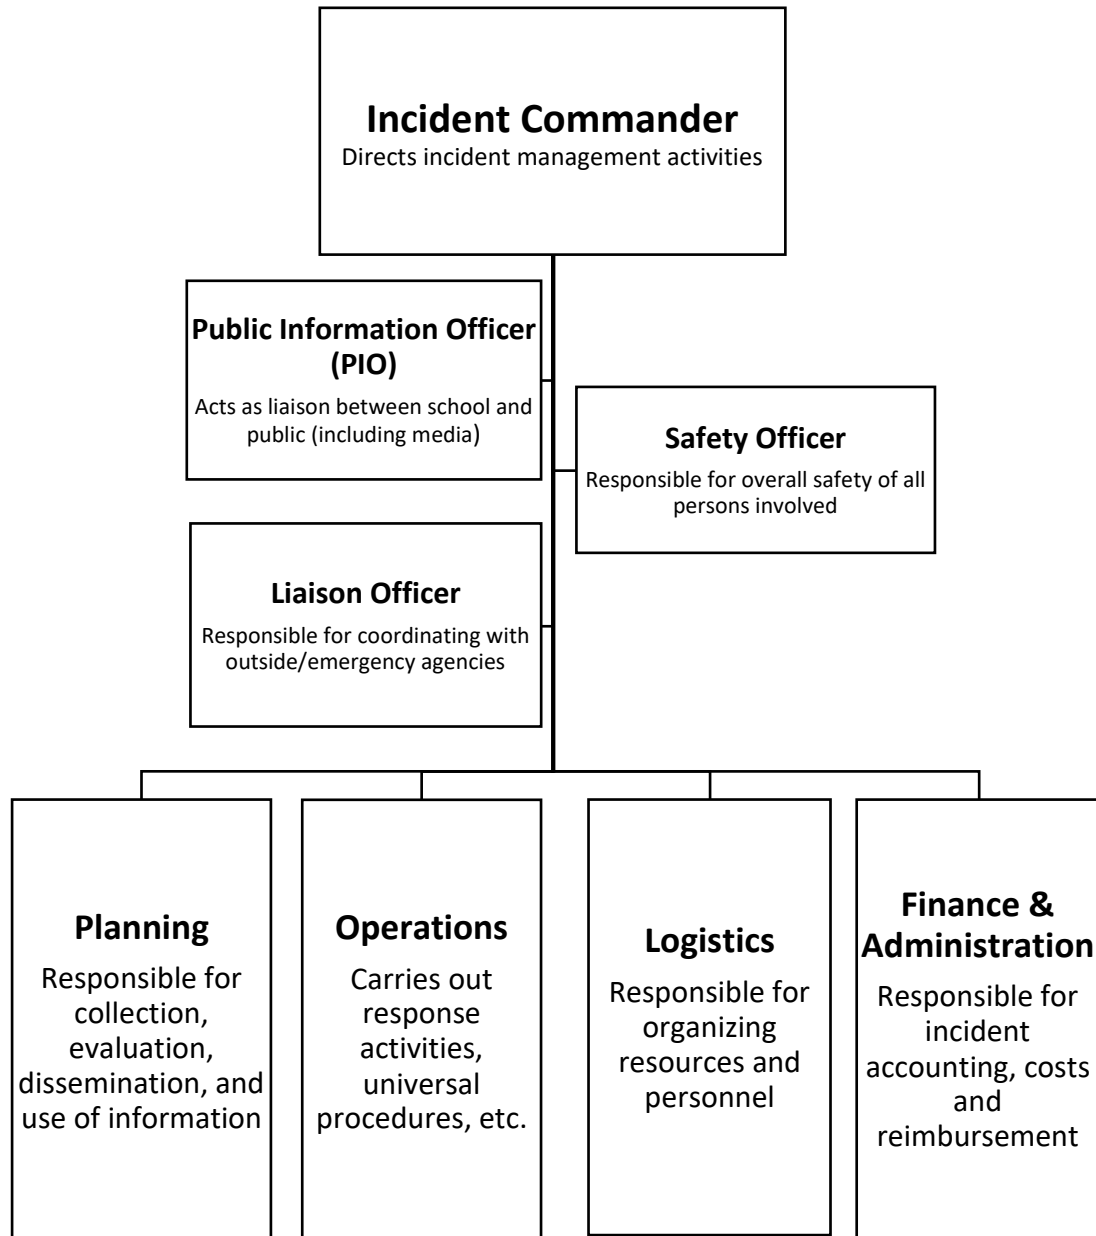 Incident Commander
Directs incident management activities
Public Information Officer
(PIO)
Acts as liaison between school and
public (including media)
Safety Officer
Responsible for overall safety of all
persons involved
Liaison Officer
Responsible for coordinating with
outside/emergency agencies
Planning
Responsible for
collection,
evaluation,
dissemination, and
use of information
Operations
Carries out
response
activities,
universal
procedures, etc.
Logistics
Responsible for
organizing
resources and
personnel
Finance &
Administration
Responsible for
incident
accounting, costs
and
reimbursement